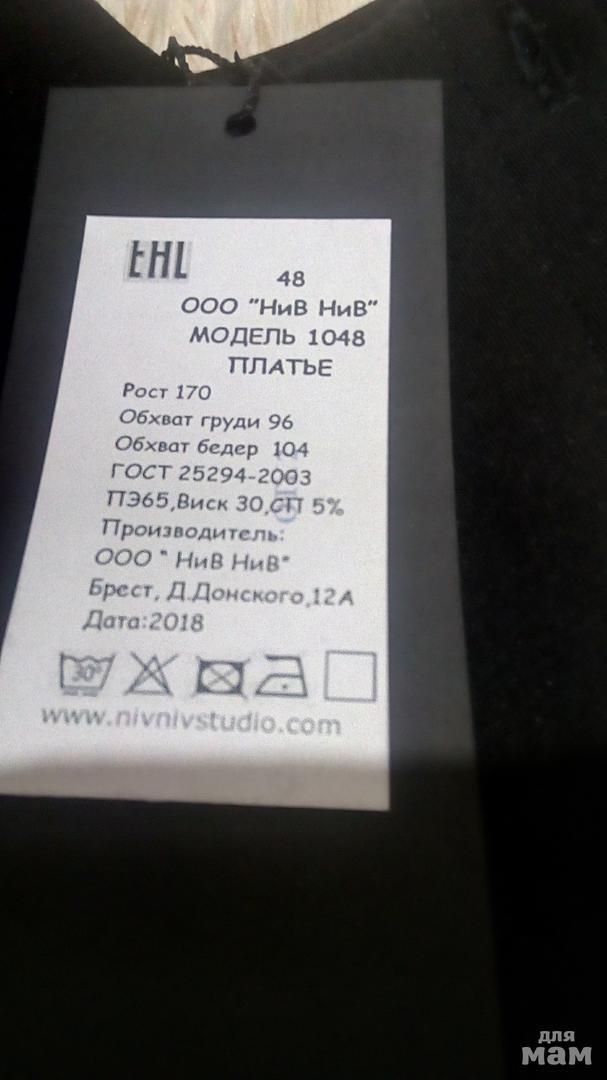 EHL
48
ООО "НиВ НиВ"
МОДЕЛЬ 1048
ПЛАТЬЕ
Рост 170
Обхват груди 96
Обхват бедер 104
ГОСТ 25294-2003
ПЭ65,Виск 30,СП 5%
Производитель:
ООО " НиВ НиВ"
Брест, Д.Донского,12А
Дата:2018
30°
www.nivnivstudio.com
для
мам